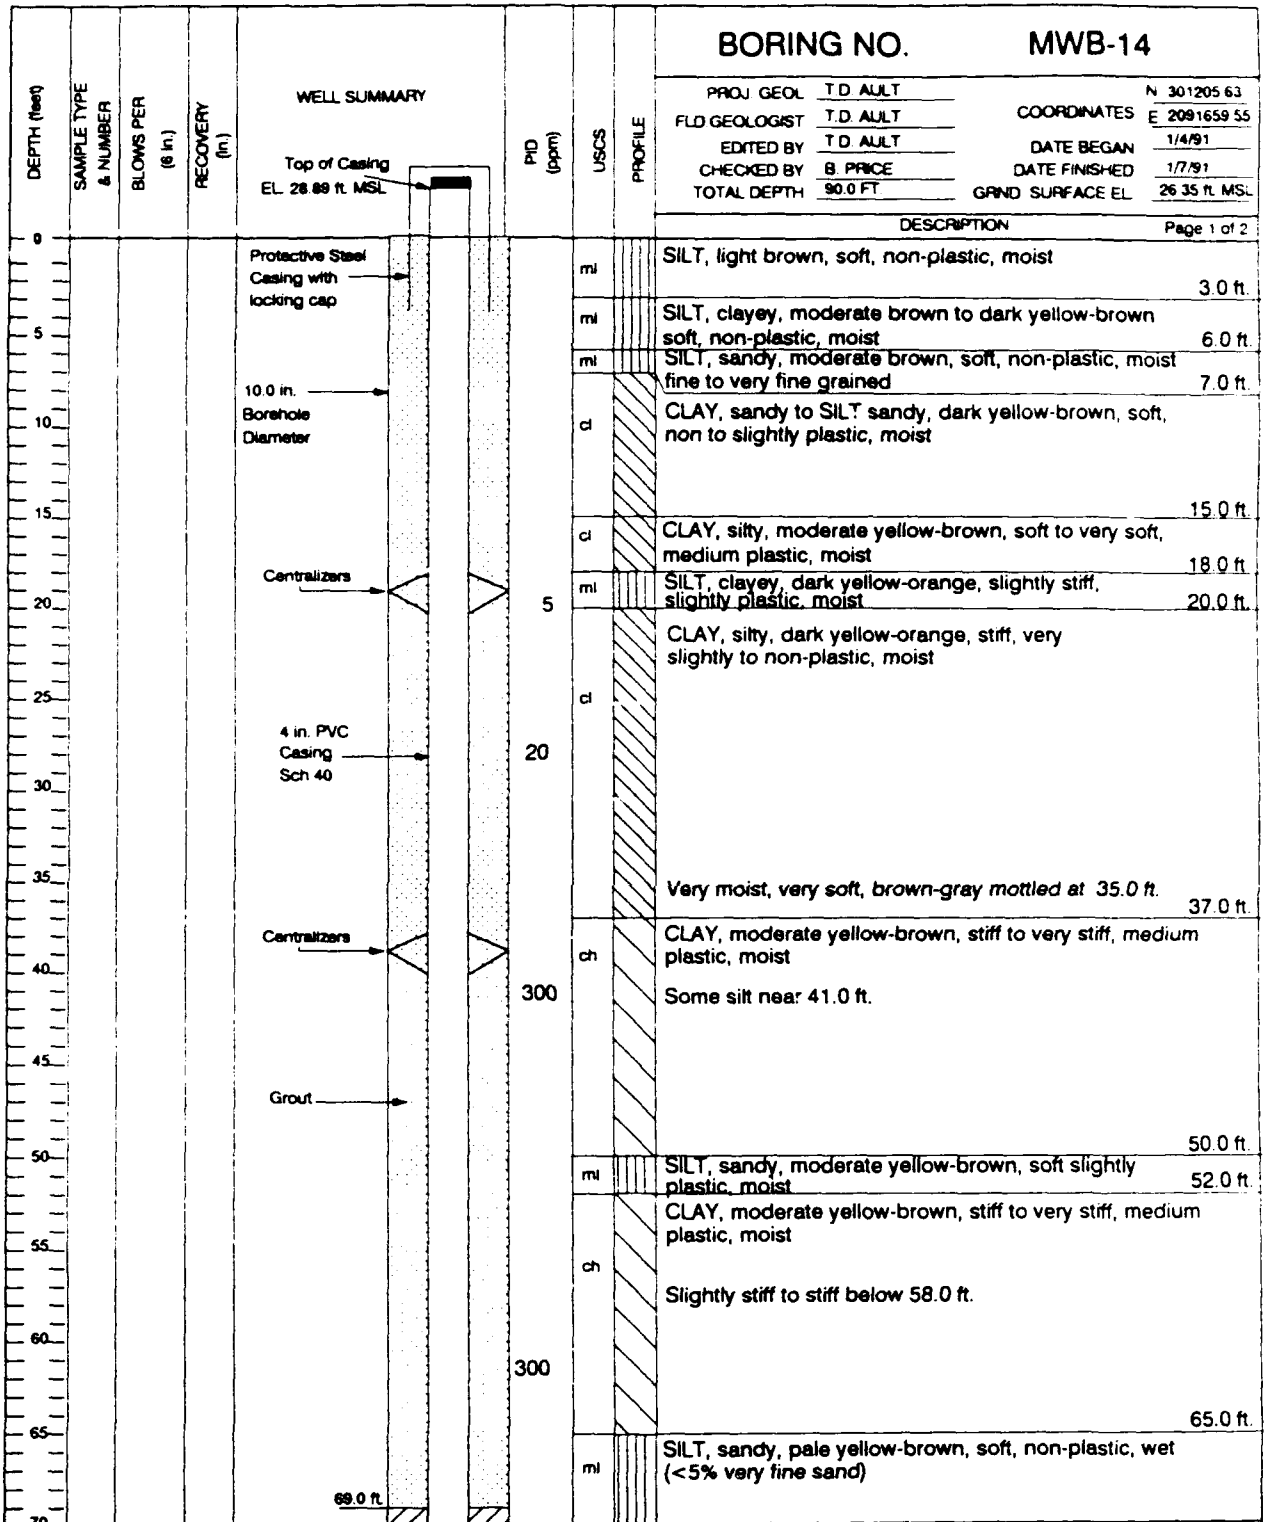 BORING NO. MWB-14
PROJ GEOL T.D. AULT
FLD GEOLOGIST T.D. AULT
EDITED BY T.D. AULT
CHECKED BY B. PRICE
TOTAL DEPTH 90.0 FT
COORDINATES N 301205 63
E 2091659 55
DATE BEGAN 1/4/91
DATE FINISHED 1/7/91
GRND SURFACE EL 26 35 ft. MSL
DEPTH (feet)
SAMPLE TYPE
& NUMBER
BLOWS PER
(6 in.)
RECOVERY
(in.)
WELL SUMMARY
PID
(ppm)
USCS
PROFILE
DESCRIPTION
Page 1 of 2
Top of Casing
EL. 28.89 ft. MSL
0
5
10
15
20
25
30
35
40
45
50
55
60
65
70
Protective Steel
Casing with
locking cap
10.0 in.
Borehole
Diameter
Centralizers
4 in. PVC
Casing
Sch 40
Centralizers
Grout
69.0 ft.
5
20
300
300
ml
SILT, light brown, soft, non-plastic, moist
3.0 ft.
ml
SILT, clayey, moderate brown to dark yellow-brown
soft, non-plastic, moist
6.0 ft.
ml
SILT, sandy, moderate brown, soft, non-plastic, moist
fine to very fine grained
7.0 ft.
cl
CLAY, sandy to SILT sandy, dark yellow-brown, soft,
non to slightly plastic, moist
15.0 ft.
cl
CLAY, silty, moderate yellow-brown, soft to very soft,
medium plastic, moist
18.0 ft.
ml
SILT, clayey, dark yellow-orange, slightly stiff,
slightly plastic, moist
20.0 ft.
cl
CLAY, silty, dark yellow-orange, stiff, very
slightly to non-plastic, moist
Very moist, very soft, brown-gray mottled at 35.0 ft.
37.0 ft.
ch
CLAY, moderate yellow-brown, stiff to very stiff, medium
plastic, moist
Some silt near 41.0 ft.
50.0 ft.
ml
SILT, sandy, moderate yellow-brown, soft slightly
plastic, moist
52.0 ft.
ch
CLAY, moderate yellow-brown, stiff to very stiff, medium
plastic, moist
Slightly stiff to stiff below 58.0 ft.
65.0 ft.
ml
SILT, sandy, pale yellow-brown, soft, non-plastic, wet
(<5% very fine sand)